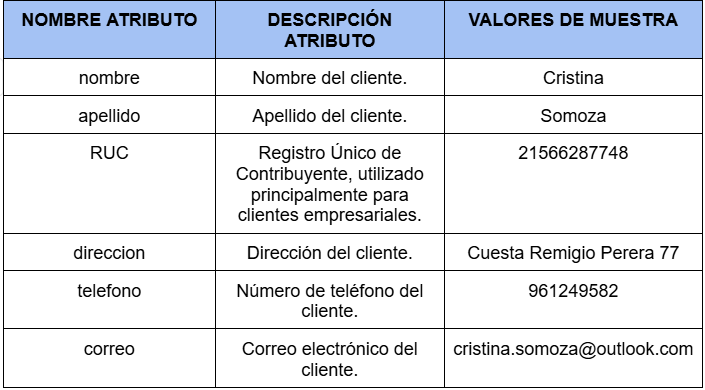 NOMBRE ATRIBUTO
DESCRIPCIÓN
ATRIBUTO
VALORES DE MUESTRA
nombre
Nombre del cliente.
Cristina
apellido
Apellido del cliente.
Somoza
RUC
Registro Único de
Contribuyente, utilizado
principalmente para
clientes empresariales.
21566287748
direccion
Dirección del cliente.
Cuesta Remigio Perera 77
telefono
Número de teléfono del
cliente.
961249582
correo
Correo electrónico del
cliente.
cristina.somoza@outlook.com